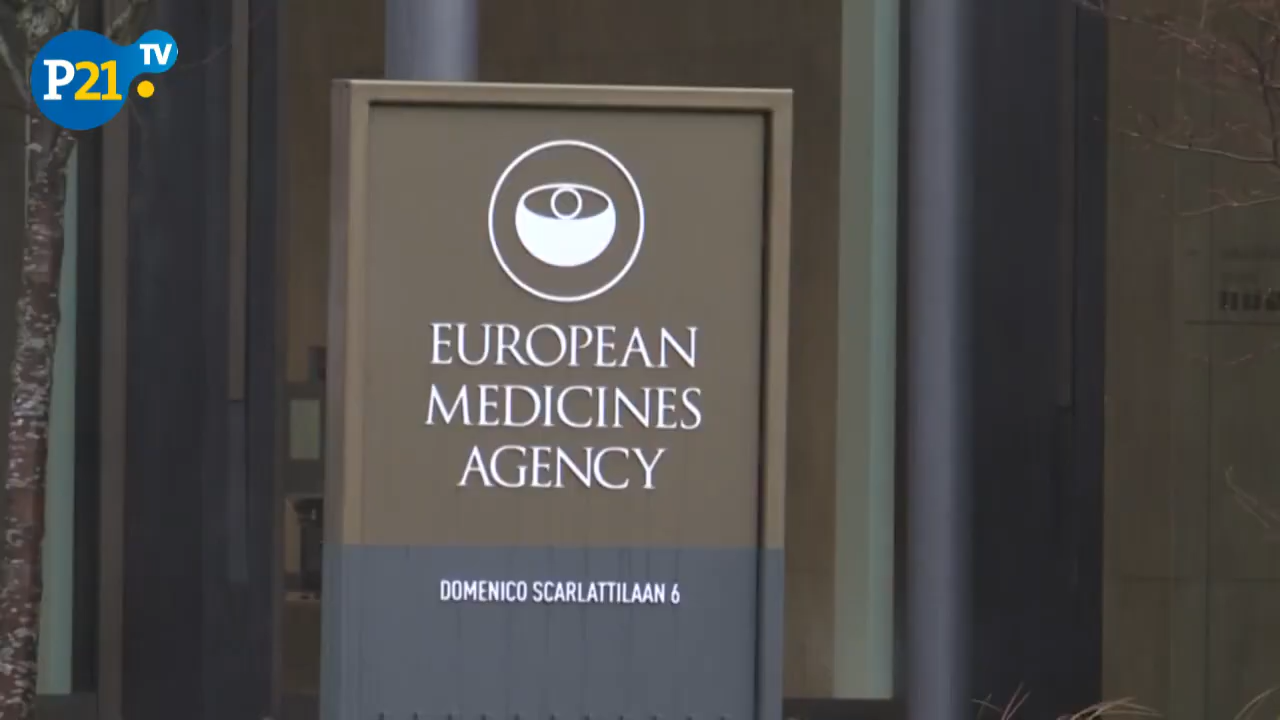 P21
TV
EUROPEAN
MEDICINES
AGENCY
DOMENICO SCARLATTILAAN 6